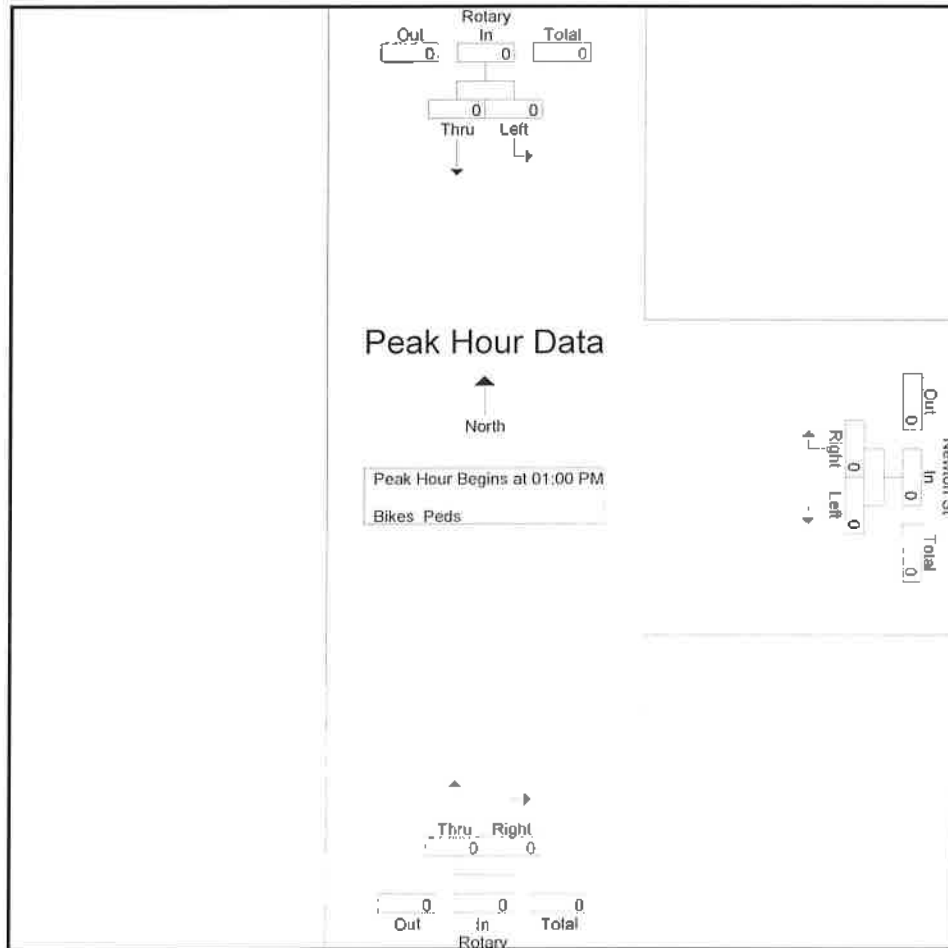 Rotary
Out In Total
0 0 0
0 0
Thru Left
Peak Hour Data
North
Peak Hour Begins at 01:00 PM
Bikes Peds
Out
0
In
0
Total
0
Right
0
Left
0
Thru Right
0 0
0 0 0
Out In Total
Rotary